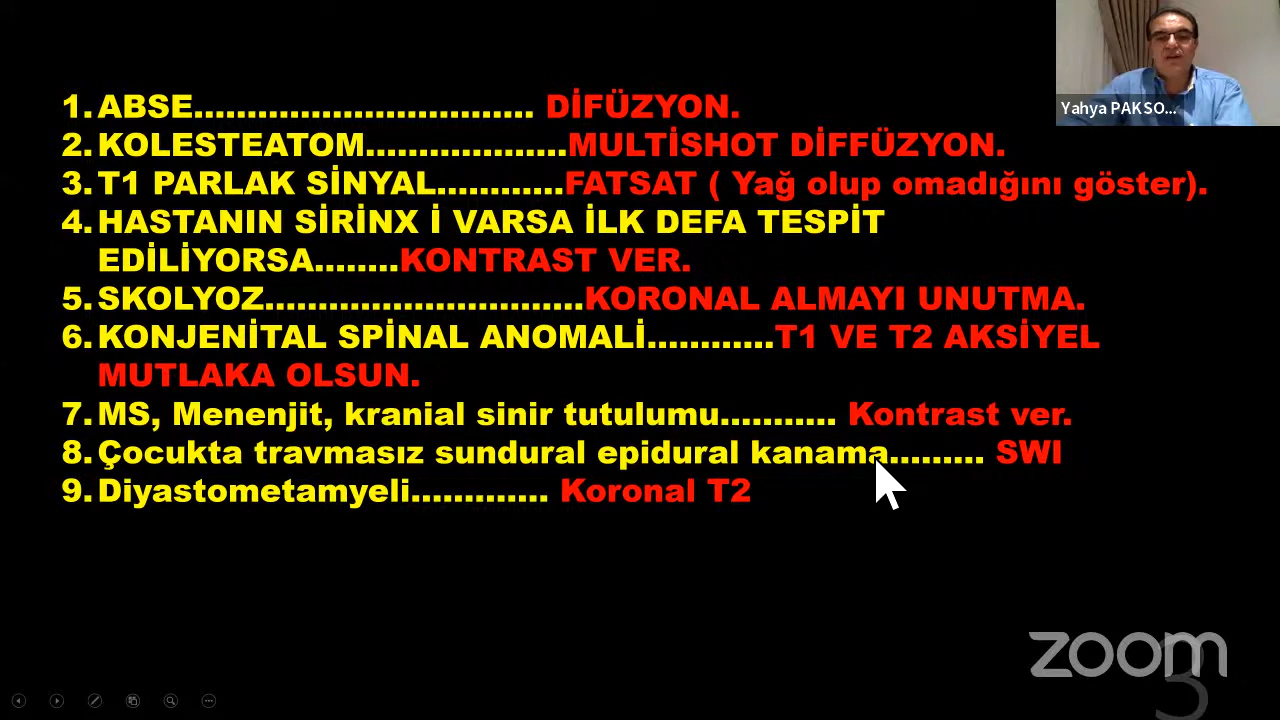 1. ABSE................................ DİFÜZYON.
2. KOLESTEATOM...................MULTİSHOT DİFFÜZYON.
3. T1 PARLAK SİNYAL............FATSAT ( Yağ olup omadığını göster).
4. HASTANIN SİRİNX İ VARSA İLK DEFA TESPİT
EDİLİYORSA........KONTRAST VER.
5. SKOLYOZ..............................KORONAL ALMAYI UNUTMA.
6. KONJENİTAL SPİNAL ANOMALİ............T1 VE T2 AKSİYEL
MUTLAKA OLSUN.
7. MS, Menenjit, kranial sinir tutulumu........... Kontrast ver.
8. Çocukta travmasız sundural epidural kanama......... SWI
9. Diyastometamyeli............. Koronal T2
Yahya PAKSO...
zoom
3